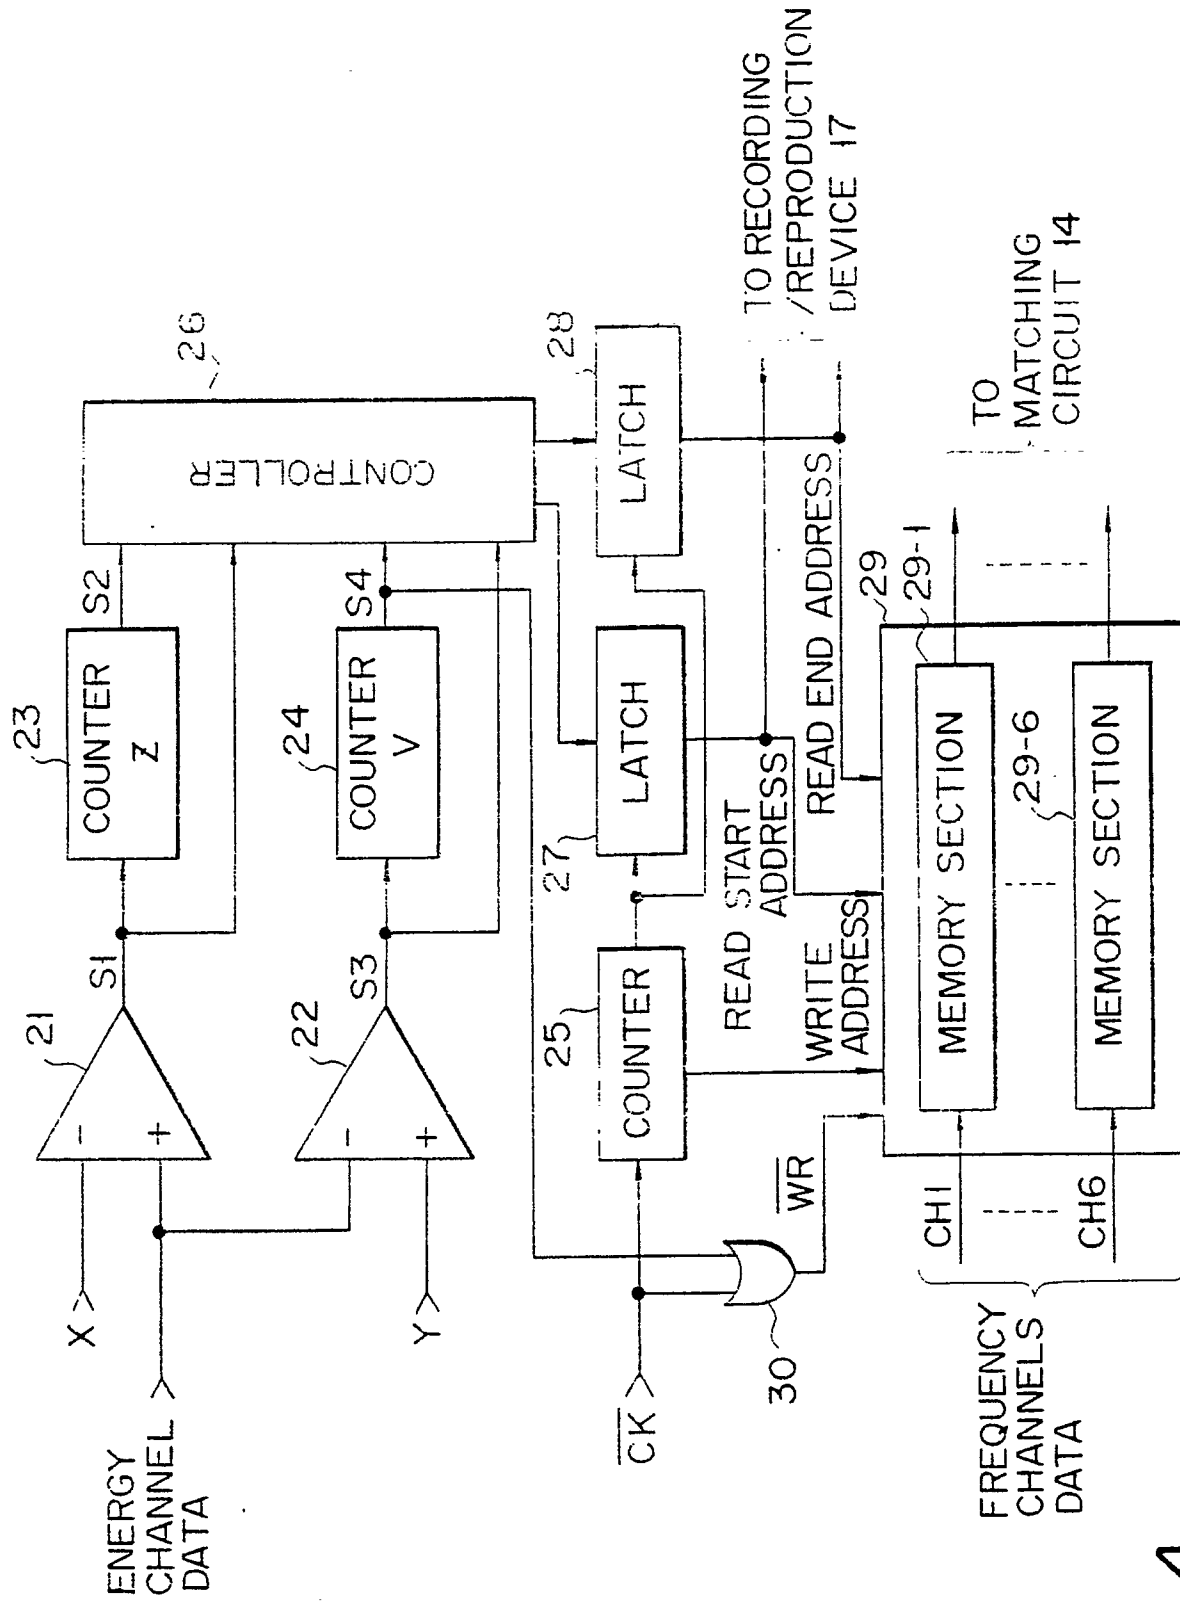 ENERGY
CHANNEL
DATA
X
Y
21
-
+
S1
22
-
+
S3
23
COUNTER
Z
S2
24
COUNTER
V
S4
26
CONTROLLER
CK
30
WR
25
COUNTER
27
LATCH
28
LATCH
READ START
ADDRESS
WRITE
ADDRESS
READ END ADDRESS
TO RECORDING
/REPRODUCTION
DEVICE 17
FREQUENCY
CHANNELS
DATA
CH1
CH6
29
29-1
MEMORY SECTION
29-6
MEMORY SECTION
TO
MATCHING
CIRCUIT 14